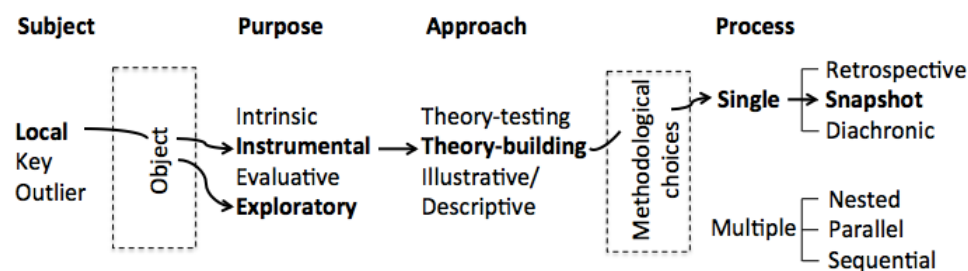 Subject
Purpose
Approach
Process
Local
Key
Outlier
Object
Intrinsic
Instrumental
Evaluative
Exploratory
Theory-testing
Theory-building
Illustrative/
Descriptive
Methodological
choices
Single
Retrospective
Snapshot
Diachronic
Multiple
Nested
Parallel
Sequential